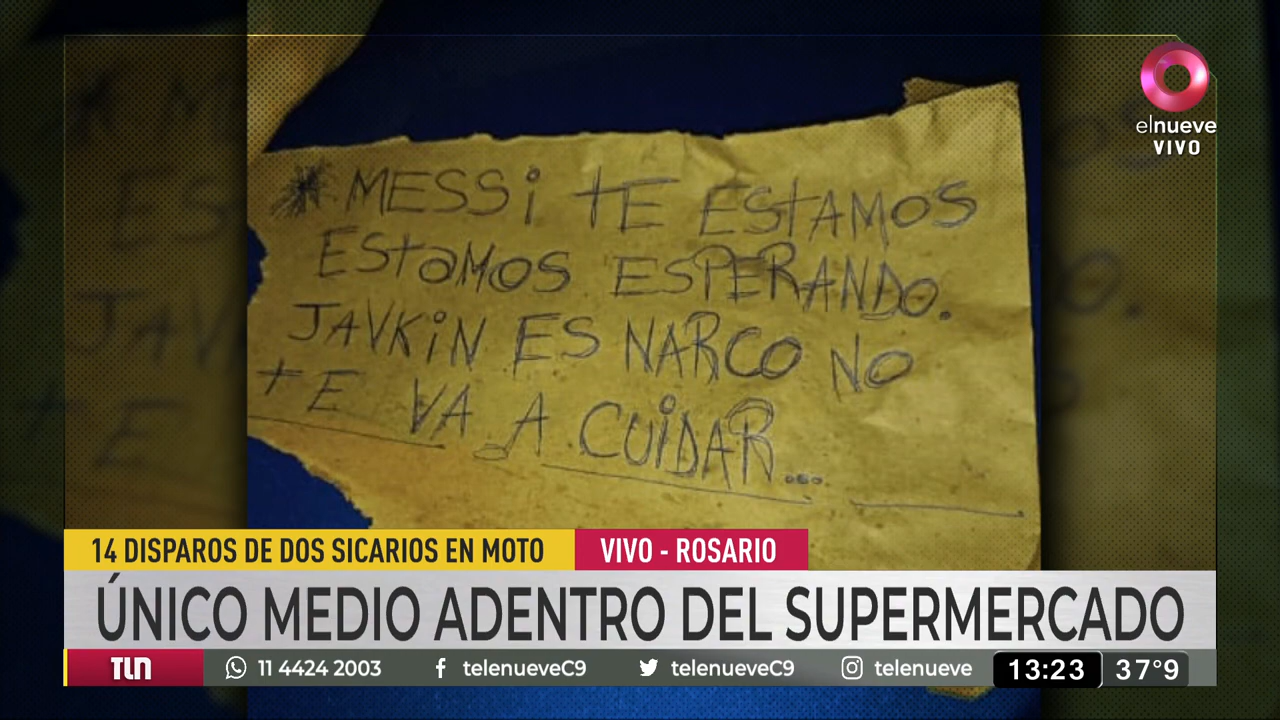 elnueve
VIVO
*MESSi TE ESTAMOS
ESTAMOS ESPERANDO.
JAVKiN ES NARCO NO
TE VA A CUiDAR...
14 DISPAROS DE DOS SICARIOS EN MOTO
VIVO - ROSARIO
ÚNICO MEDIO ADENTRO DEL SUPERMERCADO
TLN
11 4424 2003
telenueveC9
telenueveC9
telenueve
13:23
37°9